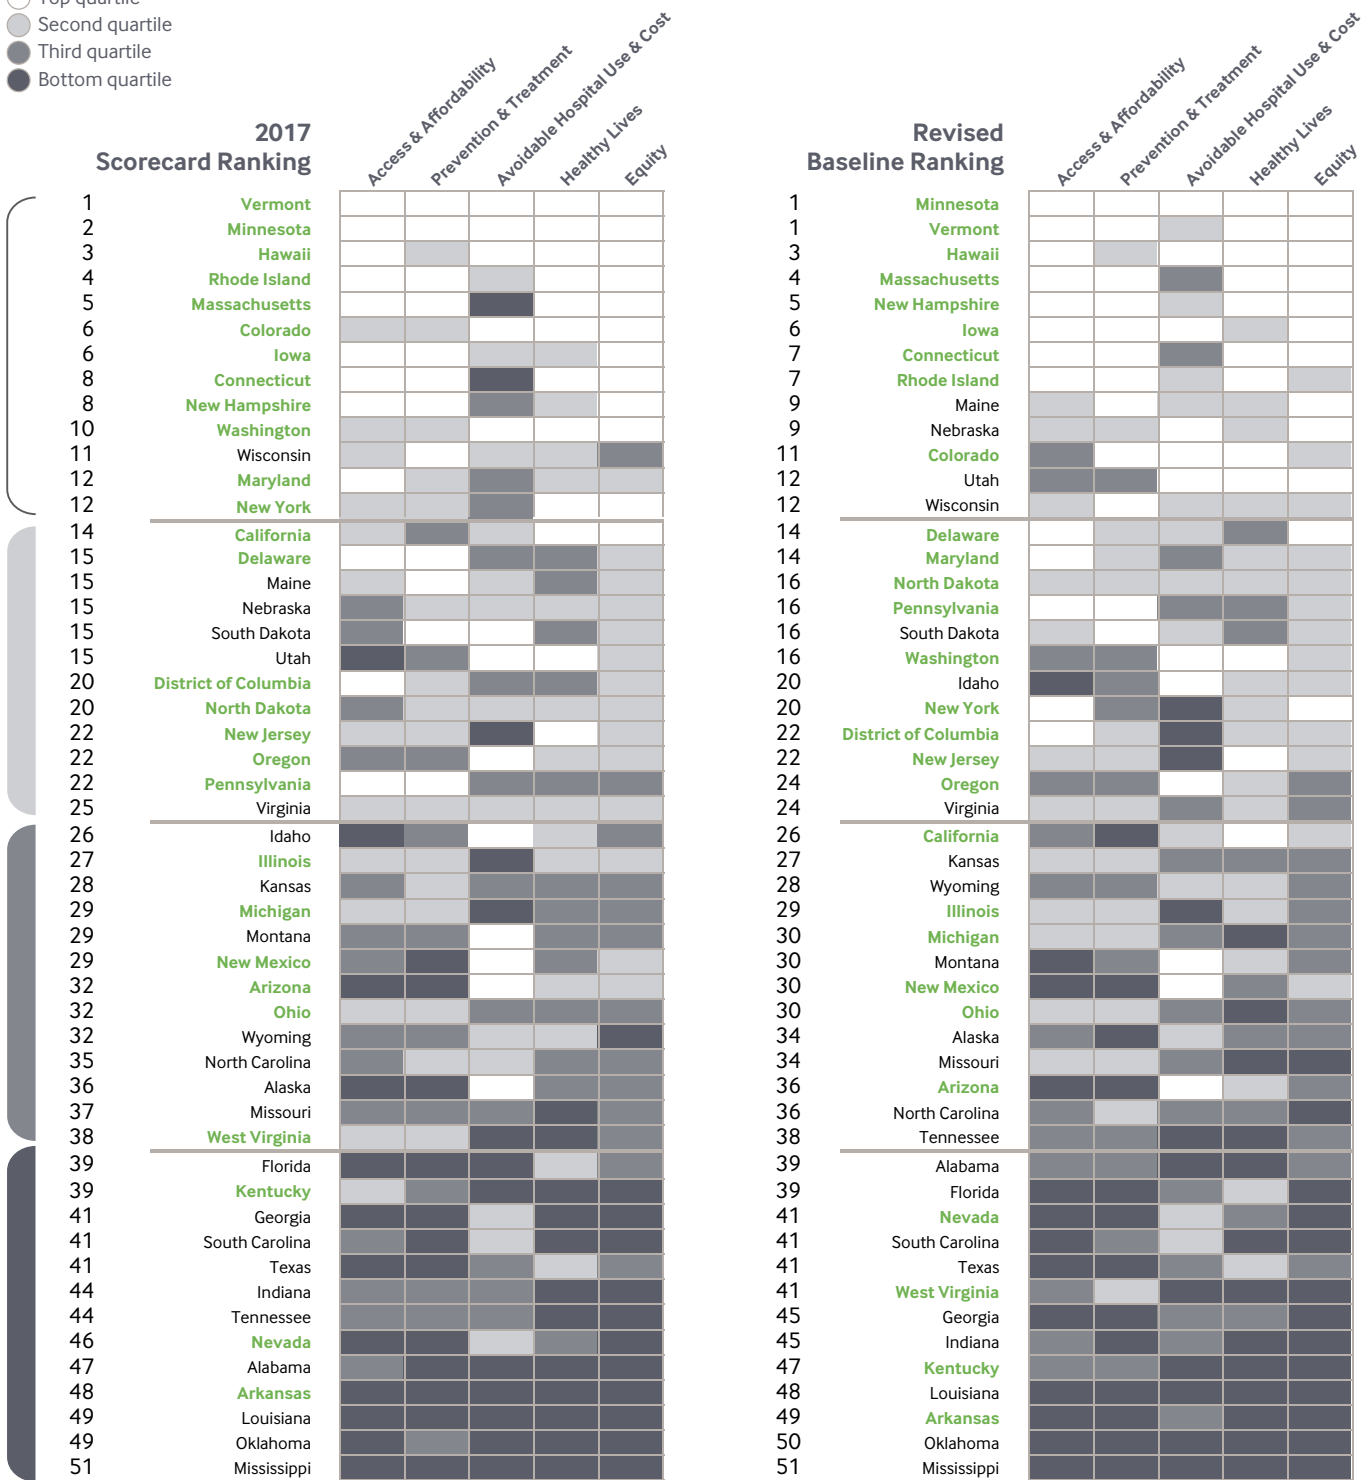 Top quartile
Second quartile
Third quartile
Bottom quartile
2017
Scorecard Ranking
Access & Affordability
Prevention & Treatment
Avoidable Hospital Use & Cost
Healthy Lives
Equity
1 Vermont
2 Minnesota
3 Hawaii
4 Rhode Island
5 Massachusetts
6 Colorado
6 Iowa
8 Connecticut
8 New Hampshire
10 Washington
11 Wisconsin
12 Maryland
12 New York
14 California
15 Delaware
15 Maine
15 Nebraska
15 South Dakota
15 Utah
20 District of Columbia
20 North Dakota
22 New Jersey
22 Oregon
22 Pennsylvania
25 Virginia
26 Idaho
27 Illinois
28 Kansas
29 Michigan
29 Montana
29 New Mexico
32 Arizona
32 Ohio
32 Wyoming
35 North Carolina
36 Alaska
37 Missouri
38 West Virginia
39 Florida
39 Kentucky
41 Georgia
41 South Carolina
41 Texas
44 Indiana
44 Tennessee
46 Nevada
47 Alabama
48 Arkansas
49 Louisiana
49 Oklahoma
51 Mississippi
Revised
Baseline Ranking
Access & Affordability
Prevention & Treatment
Avoidable Hospital Use & Cost
Healthy Lives
Equity
1 Minnesota
1 Vermont
3 Hawaii
4 Massachusetts
5 New Hampshire
6 Iowa
7 Connecticut
7 Rhode Island
9 Maine
9 Nebraska
11 Colorado
12 Utah
12 Wisconsin
14 Delaware
14 Maryland
16 North Dakota
16 Pennsylvania
16 South Dakota
16 Washington
20 Idaho
20 New York
22 District of Columbia
22 New Jersey
24 Oregon
24 Virginia
26 California
27 Kansas
28 Wyoming
29 Illinois
30 Michigan
30 Montana
30 New Mexico
30 Ohio
34 Alaska
34 Missouri
36 Arizona
36 North Carolina
38 Tennessee
39 Alabama
39 Florida
41 Nevada
41 South Carolina
41 Texas
41 West Virginia
45 Georgia
45 Indiana
47 Kentucky
48 Louisiana
49 Arkansas
50 Oklahoma
51 Mississippi